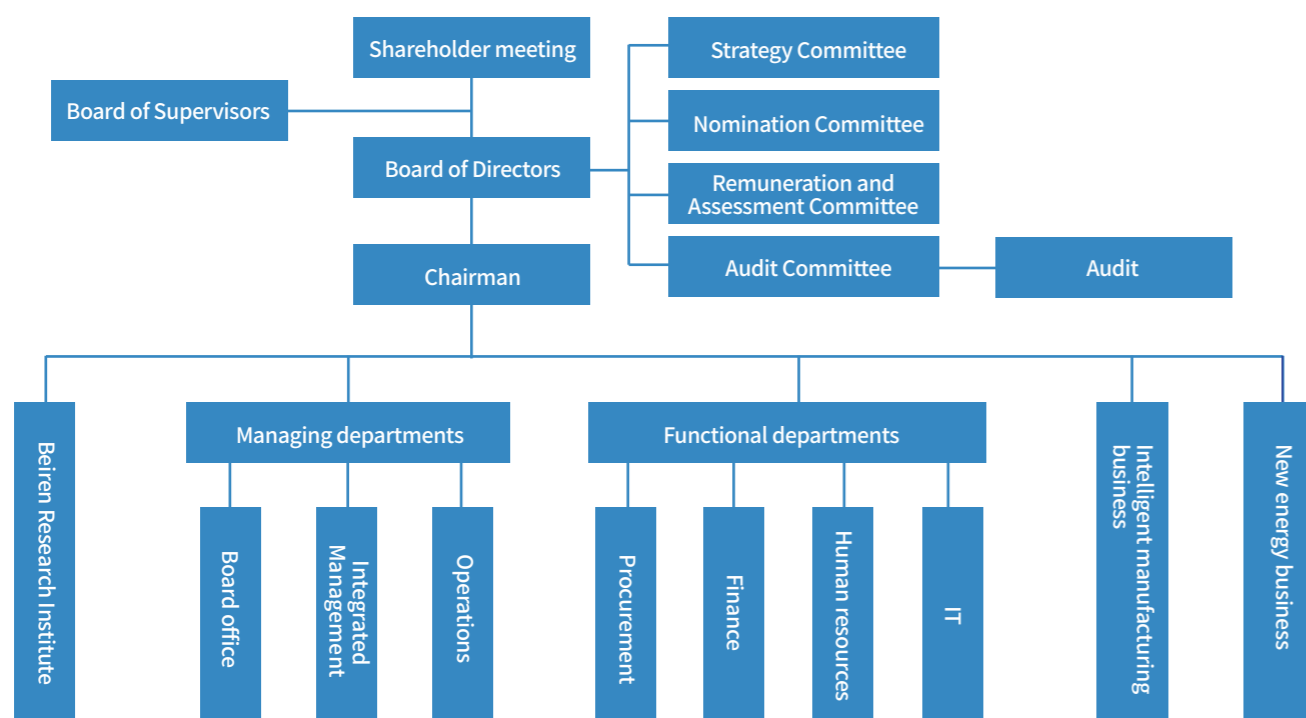 Shareholder meeting
Strategy Committee
Board of Supervisors
Nomination Committee
Board of Directors
Remuneration and
Assessment Committee
Chairman
Audit Committee
Audit
Beiren Research Institute
Managing departments
Functional departments
Intelligent manufacturing
business
New energy business
Board office
Integrated
Management
Operations
Procurement
Finance
Human resources
IT